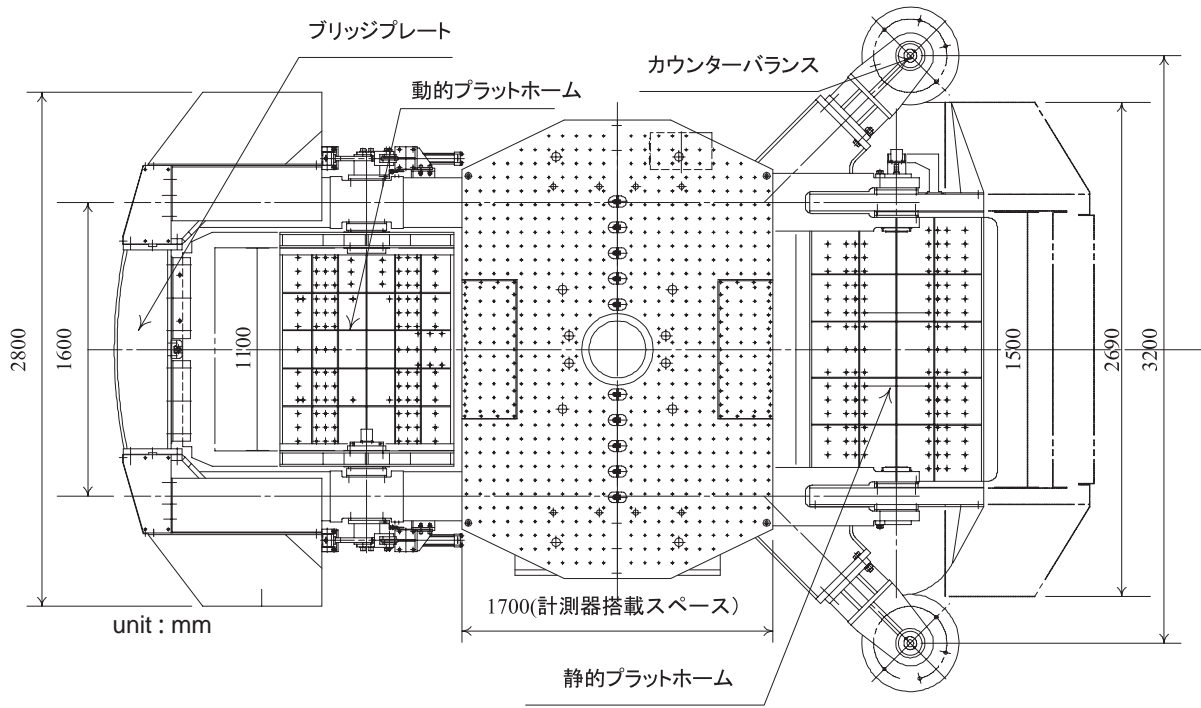 ブリッジプレート
カウンターバランス
動的プラットホーム
2800
1600
1100
1500
2690
3200
1700(計測器搭載スペース)
unit : mm
静的プラットホーム